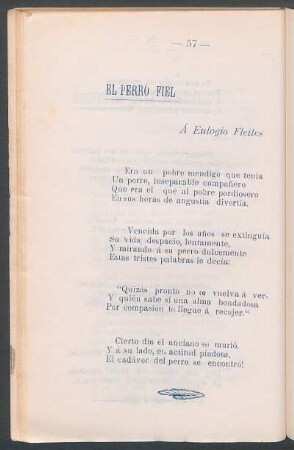 — 57 —
EL PERRO FIEL
Á Eulogio Fleites
Era un pobre mendigo que tenía
Un perro, inseparable compañero
Que era el que al pobre pordiosero
En sus horas de angustia divertía.
Vencida por los años se extinguía
Su vida despacio, lentamente,
Y mirando á su perro dulcemente
Estas tristes palabras le decía:
"Quizás pronto no te vuelva á ver,
Y quién sabe si una alma bondadosa
Por compasión te llegue á recojer."
Cierto día el anciano se murió,
Y á su lado, en actitud piadosa,
El cadáver del perro se encontró!